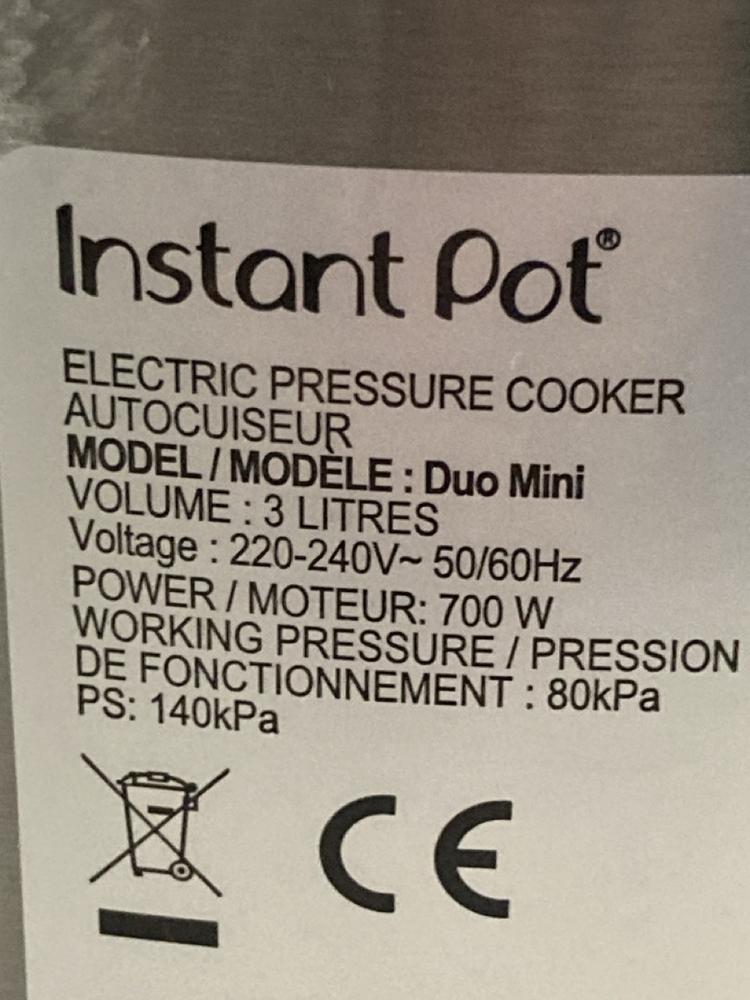 Instant Pot®
ELECTRIC PRESSURE COOKER
AUTOCUISEUR
MODEL / MODÈLE : Duo Mini
VOLUME : 3 LITRES
Voltage : 220-240V~ 50/60Hz
POWER / MOTEUR: 700 W
WORKING PRESSURE / PRESSION
DE FONCTIONNEMENT : 80kPa
PS: 140kPa
CE